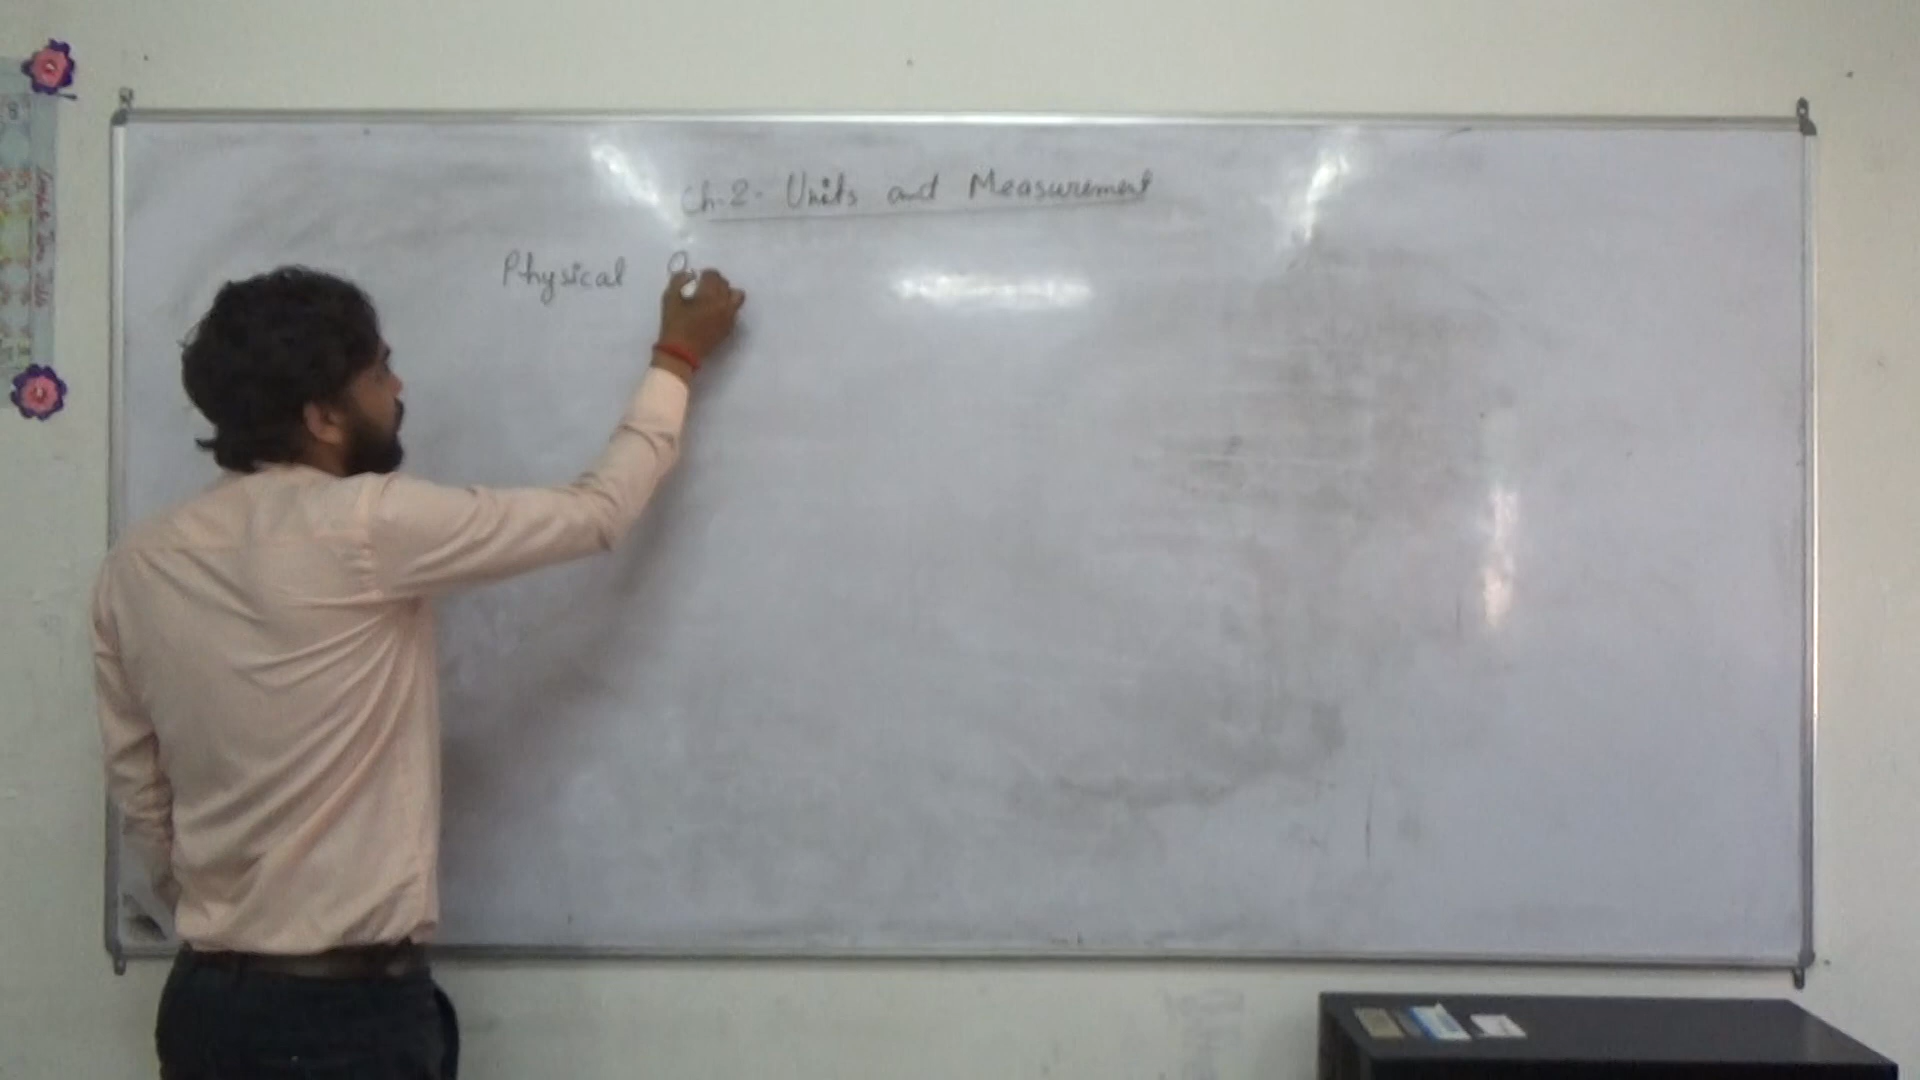 Ch-2- Units and Measurement
Physical